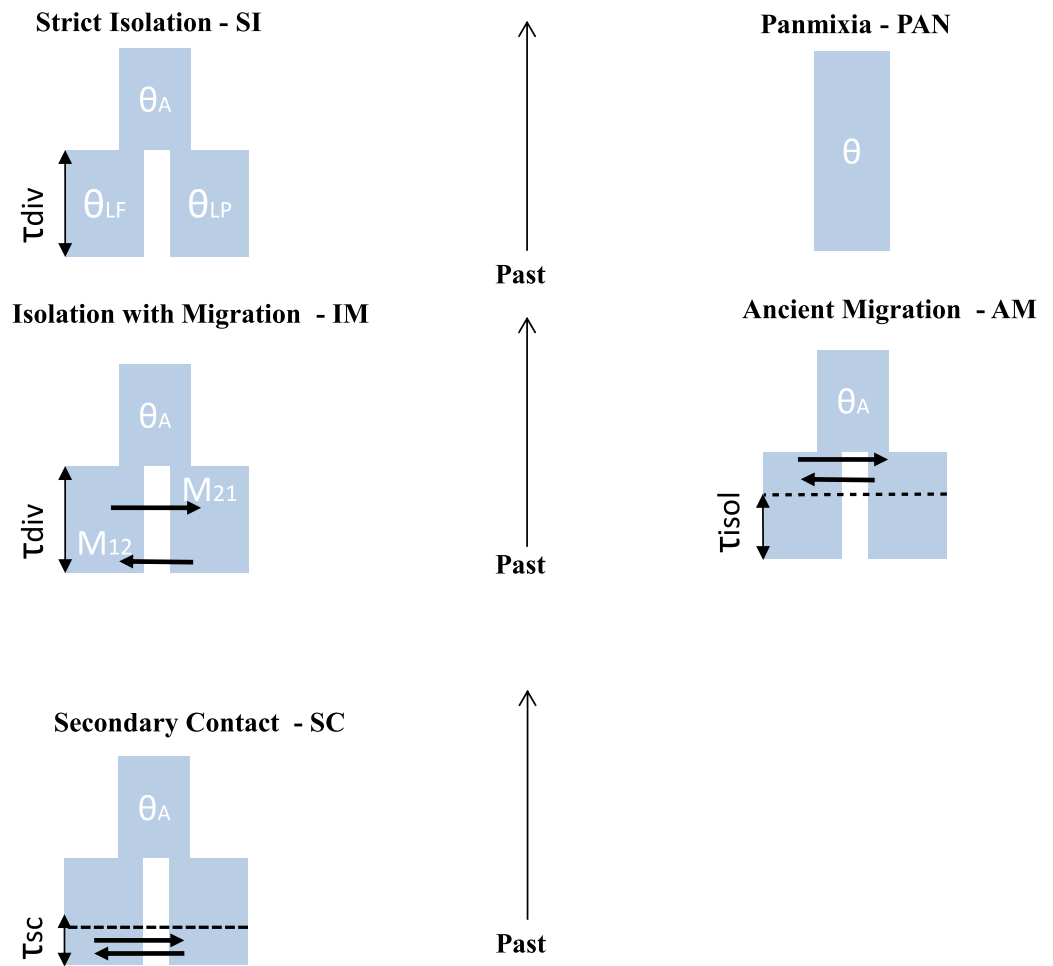 Strict Isolation - SI
θA
τdiv
θLF
θLP
Past
Panmixia - PAN
θ
Isolation with Migration - IM
θA
τdiv
M21
M12
Past
Ancient Migration - AM
θA
τisol
Secondary Contact - SC
θA
τsc
Past